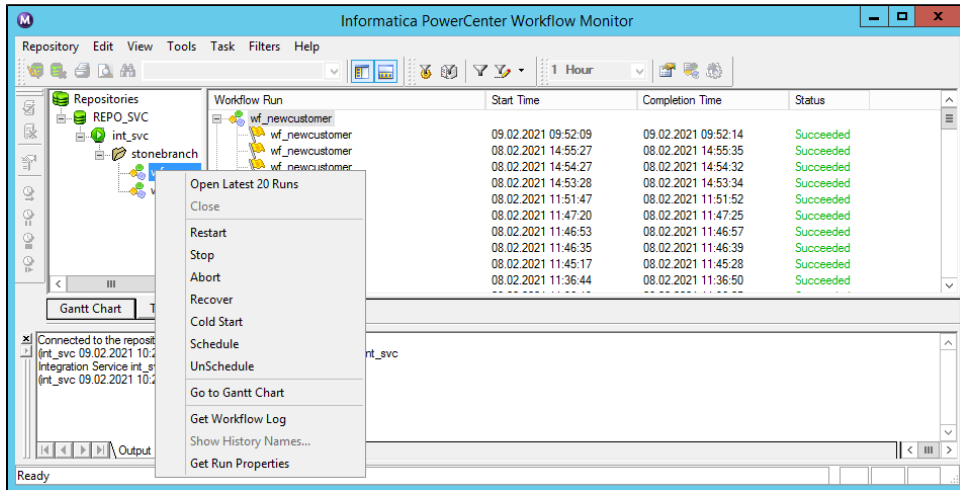 Informatica PowerCenter Workflow Monitor
Repository Edit View Tools Task Filters Help
1 Hour
Repositories
REPO_SVC
int_svc
stonebranch
Workflow Run Start Time Completion Time Status
wf_newcustomer
wf_newcustomer 09.02.2021 09:52:09 09.02.2021 09:52:14 Succeeded
wf_newcustomer 08.02.2021 14:55:27 08.02.2021 14:55:35 Succeeded
wf_newcustomer 08.02.2021 14:54:27 08.02.2021 14:54:32 Succeeded
08.02.2021 14:53:28 08.02.2021 14:53:34 Succeeded
08.02.2021 11:51:47 08.02.2021 11:51:52 Succeeded
08.02.2021 11:47:20 08.02.2021 11:47:25 Succeeded
08.02.2021 11:46:53 08.02.2021 11:46:57 Succeeded
08.02.2021 11:46:35 08.02.2021 11:46:39 Succeeded
08.02.2021 11:45:17 08.02.2021 11:45:28 Succeeded
08.02.2021 11:36:44 08.02.2021 11:36:50 Succeeded
Open Latest 20 Runs
Close
Restart
Stop
Abort
Recover
Cold Start
Schedule
UnSchedule
Go to Gantt Chart
Get Workflow Log
Show History Names...
Get Run Properties
Gantt Chart
Connected to the reposit
(int_svc 09.02.2021 10:2
nt_svc
Integration Service int_s
(int_svc 09.02.2021 10:2
Output
Ready